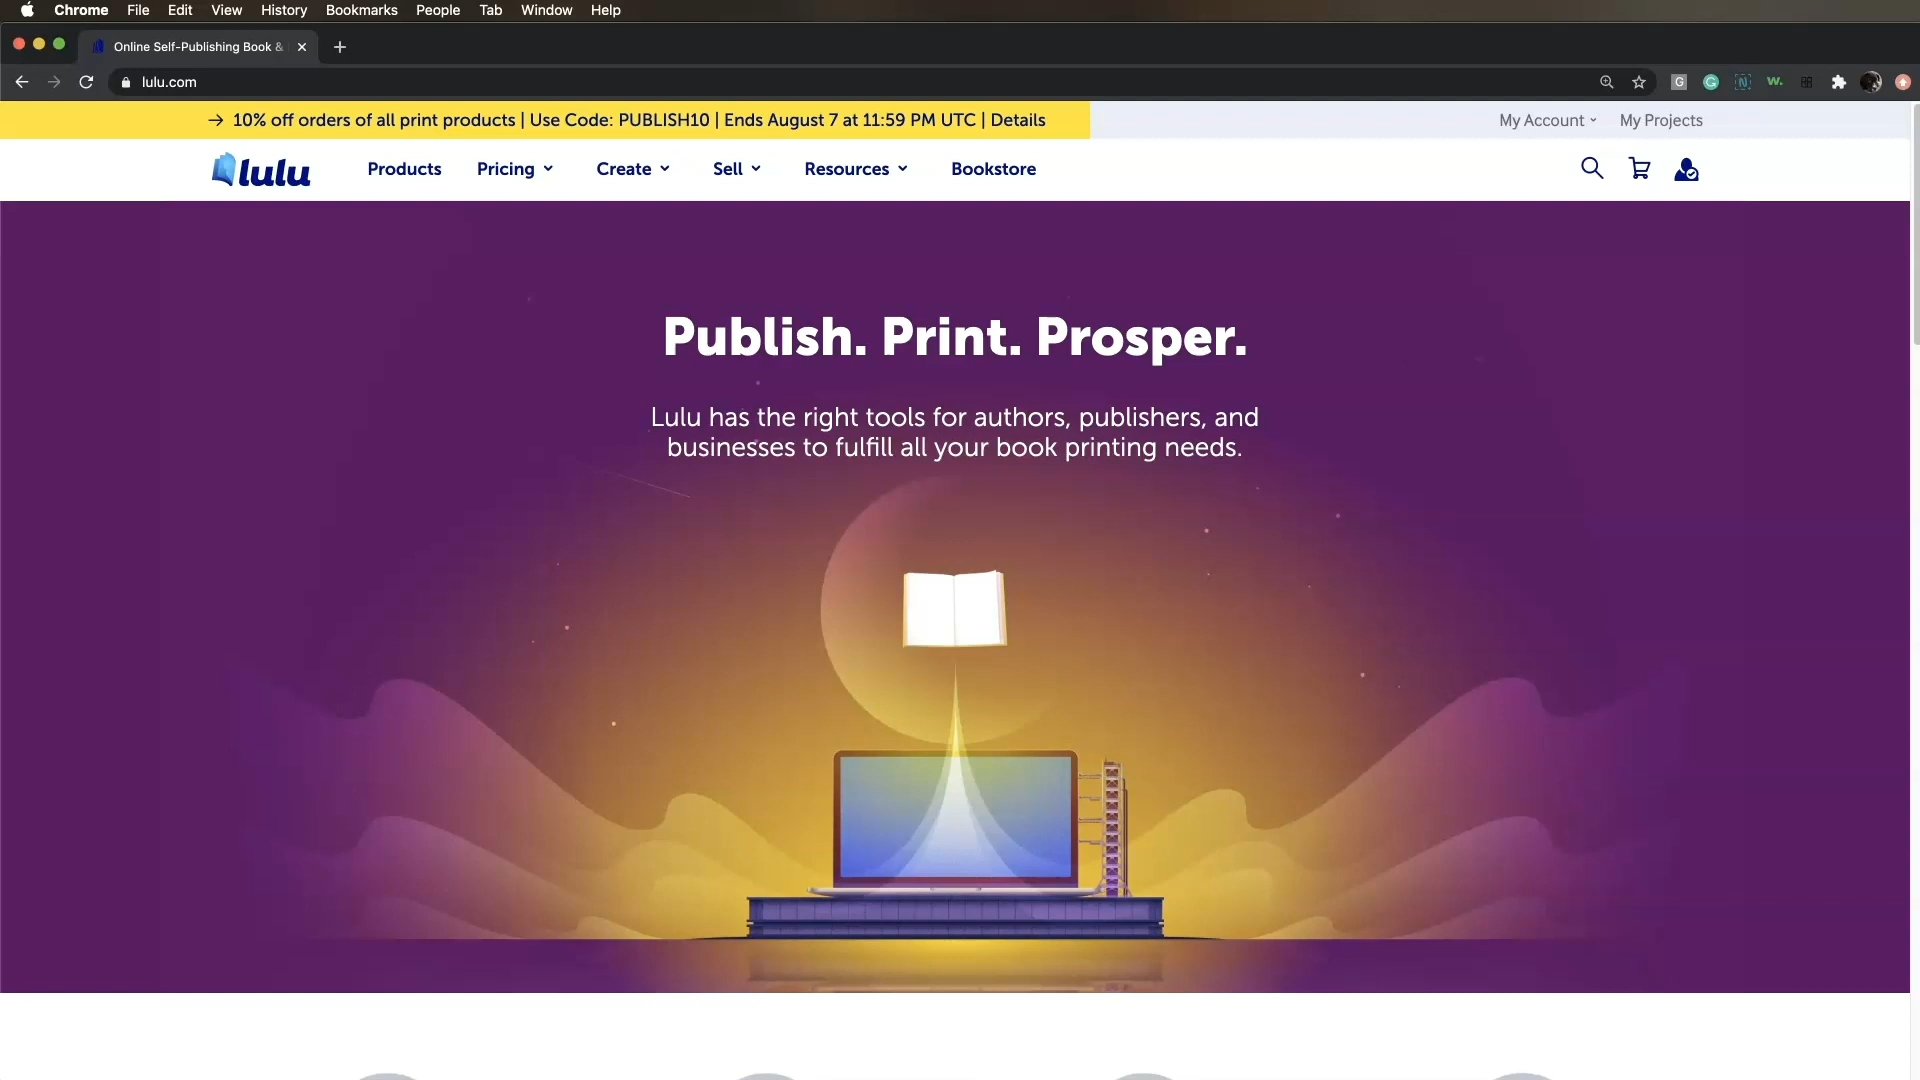 Chrome File Edit View History Bookmarks People Tab Window Help
Online Self-Publishing Book &
lulu.com
→ 10% off orders of all print products | Use Code: PUBLISH10 | Ends August 7 at 11:59 PM UTC | Details
My Account My Projects
lulu Products Pricing Create Sell Resources Bookstore
Publish. Print. Prosper.
Lulu has the right tools for authors, publishers, and
businesses to fulfill all your book printing needs.